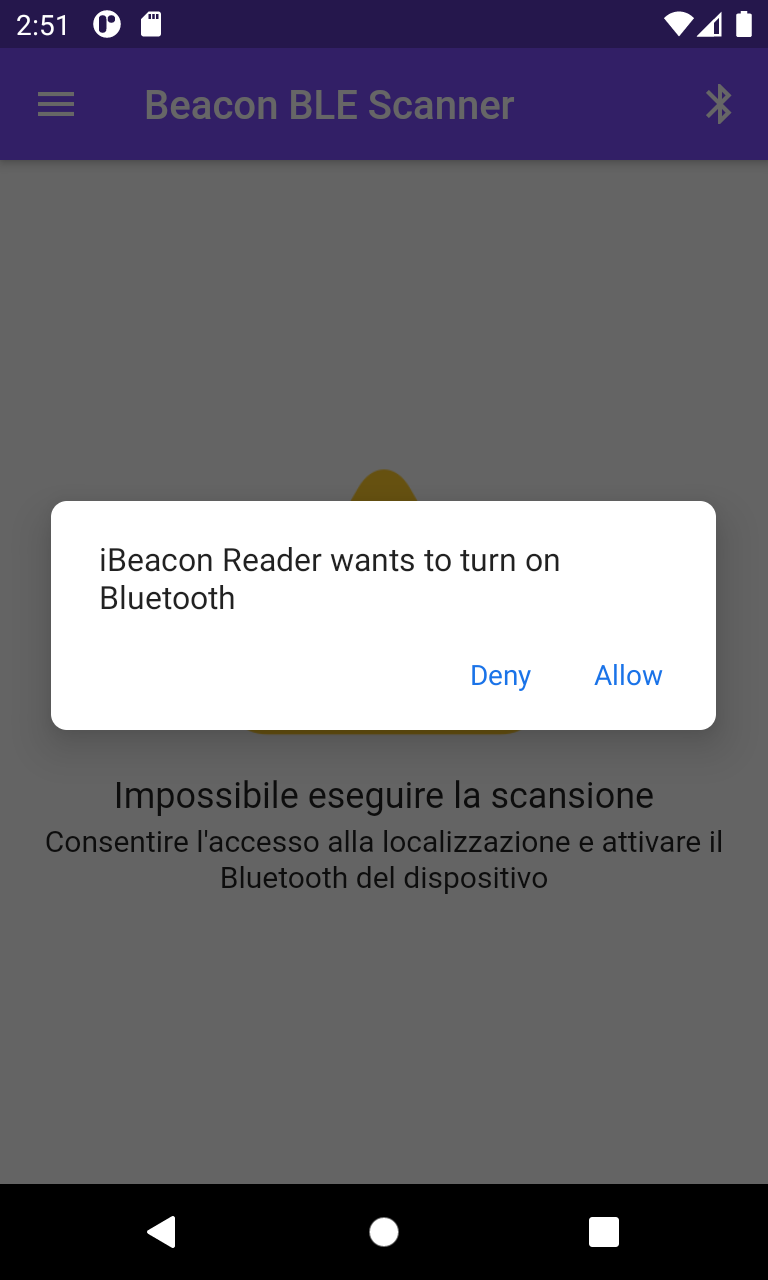 2:51
Beacon BLE Scanner
iBeacon Reader wants to turn on
Bluetooth
Deny Allow
Impossibile eseguire la scansione
Consentire l'accesso alla localizzazione e attivare il
Bluetooth del dispositivo